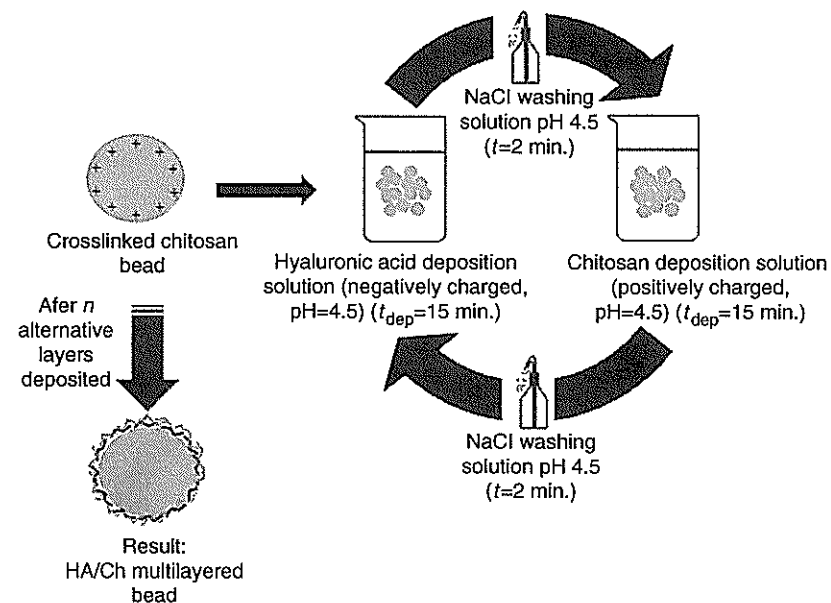 NaCl washing
solution pH 4.5
(t=2 min.)
+ + + + + + + + + +
Crosslinked chitosan
bead
Hyaluronic acid deposition
solution (negatively charged,
pH=4.5) (tdep=15 min.)
Chitosan deposition solution
(positively charged,
pH=4.5) (tdep=15 min.)
Afer n
alternative
layers
deposited
NaCl washing
solution pH 4.5
(t=2 min.)
Result:
HA/Ch multilayered
bead